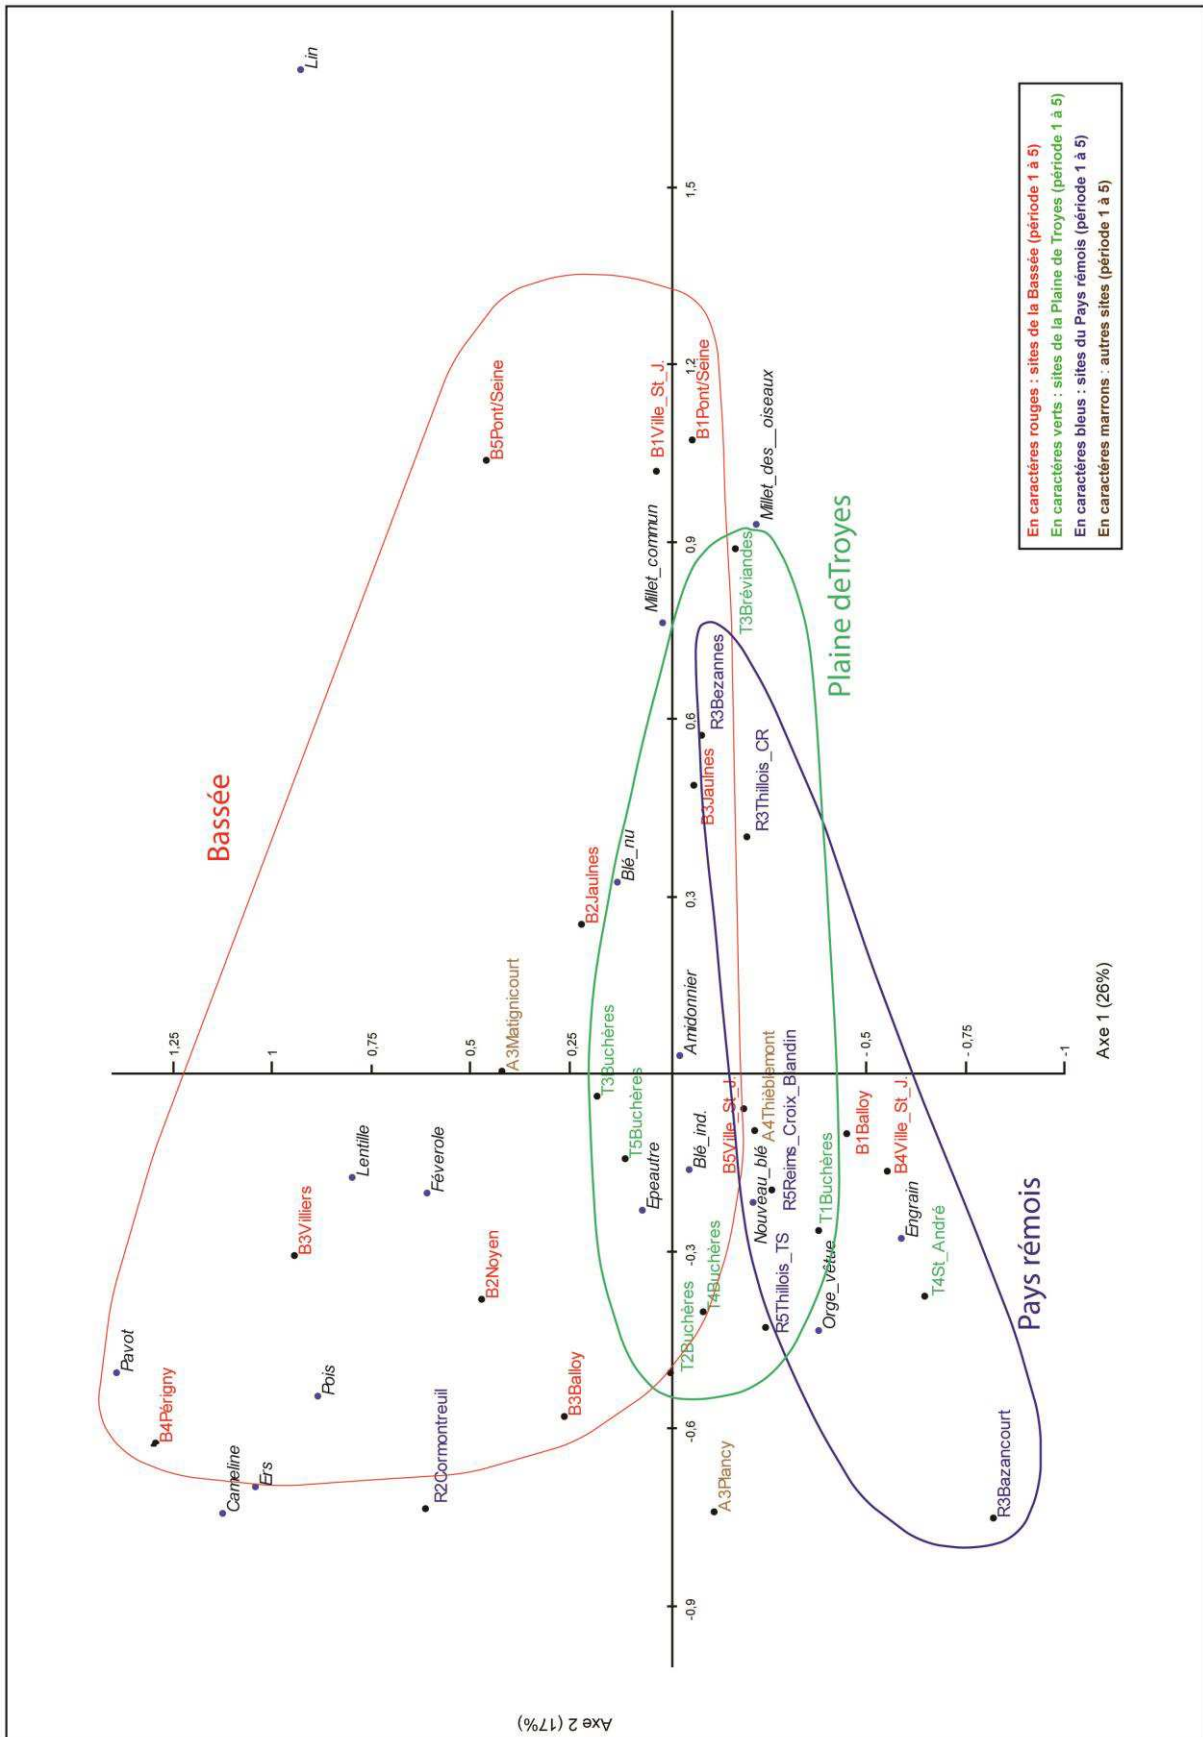 Lin
1,5
En caractéres rouges : sites de la Bassée (période 1 à 5)
En caractéres verts : sites de la Plaine de Troyes (période 1 à 5)
En caractéres bleus : sites du Pays rémois (période 1 à 5)
En caractéres marrons : autres sites (période 1 à 5)
B5Pont/Seine
B1Ville_St_J.
1,2
B1Pont/Seine
Millet_commun
0,9
Millet_des__oiseaux
T3Bréviandes
Plaine deTroyes
Bassée
0,6
R3Bezannes
B3Jaulnes
R3Thillois_CR
B2Jaulnes
Blé_nu
0,3
A3Matignicourt
Amidonnier
1,25
1
0,75
0,5
0,25
- 0,5
- 0,75
-1
Axe 1 (26%)
T3Buchères
T5Buchères
Lentille
Féverole
Epeautre
Blé_ind.
B5Ville_St_J.
A4Thièblemont
Nouveau_blé
R5Reims_Croix_Blandin
B1Balloy
B4Ville_St_J.
T1Buchères
Engrain
T4St_André
B3Villiers
B2Noyen
-0,3
T4Buchères
T2Buchères
R5Thillois_TS
Orge_vêtue
Pays rémois
Pavot
Pois
B4Périgny
B3Balloy
-0,6
Cameline
Ers
R2Cormontreuil
A3Plancy
R3Bazancourt
-0,9
Axe 2 (17%)